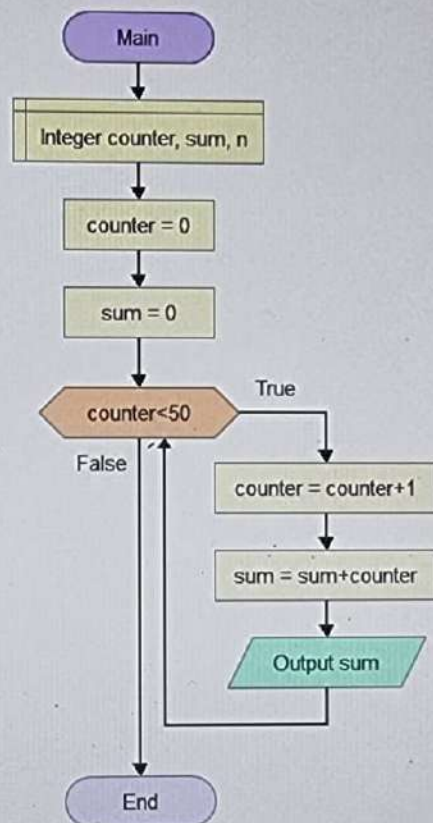 Main
Integer counter, sum, n
counter = 0
sum = 0
counter<50
True
False
counter = counter+1
sum = sum+counter
Output sum
End